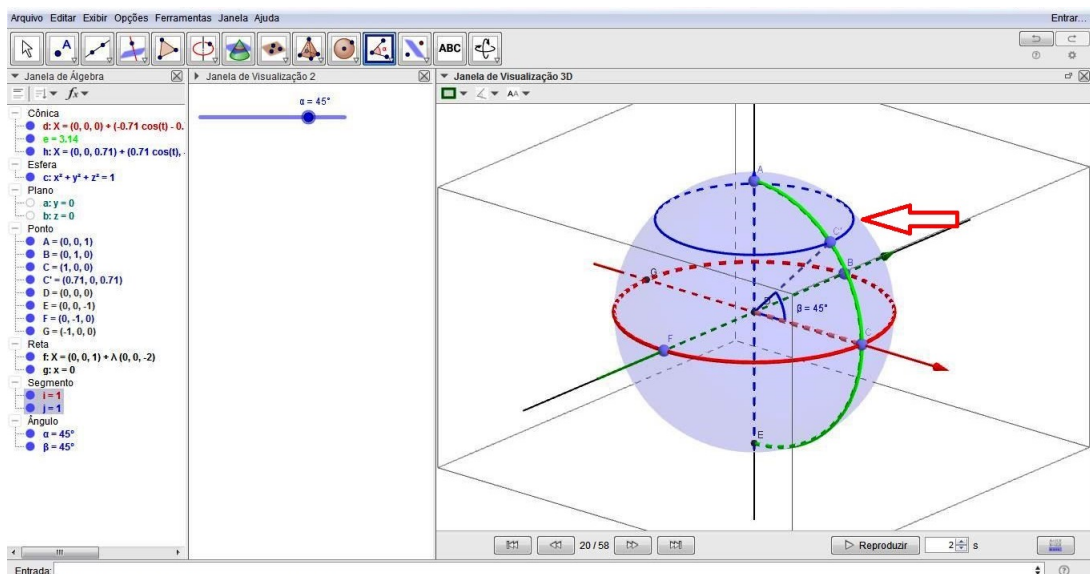 Arquivo Editar Exibir Opções Ferramentas Janela Ajuda
Entrar...
A
ABC
Janela de Álgebra
Janela de Visualização 2
Janela de Visualização 3D
fx
AA
Cônica
d: X = (0, 0, 0) + (-0.71 cos(t) - 0.
e = 3.14
h: X = (0, 0, 0.71) + (0.71 cos(t), 
Esfera
c: x² + y² + z² = 1
Plano
a: y = 0
b: z = 0
Ponto
A = (0, 0, 1)
B = (0, 1, 0)
C = (1, 0, 0)
C' = (0.71, 0, 0.71)
D = (0, 0, 0)
E = (0, 0, -1)
F = (0, -1, 0)
G = (-1, 0, 0)
Reta
f: X = (0, 0, 1) + λ (0, 0, -2)
g: x = 0
Segmento
i = 1
j = 1
Ângulo
α = 45°
β = 45°
α = 45°
A
C'
G
B
D
β = 45°
F
C
E
20 / 58
Reproduzir
2
s
Entrada: